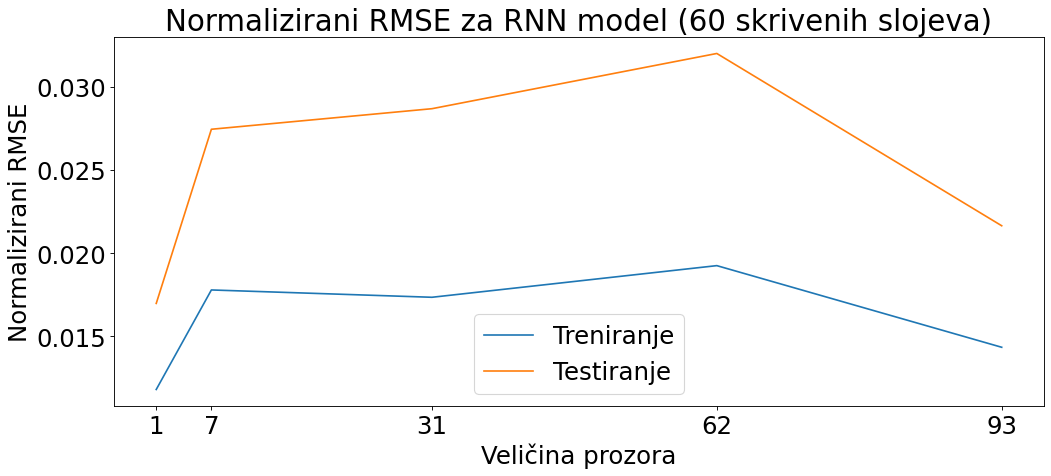 Normalizirani RMSE za RNN model (60 skrivenih slojeva)
Normalizirani RMSE
0.030
0.025
0.020
0.015
Treniranje
Testiranje
1 7 31 62 93
Veličina prozora